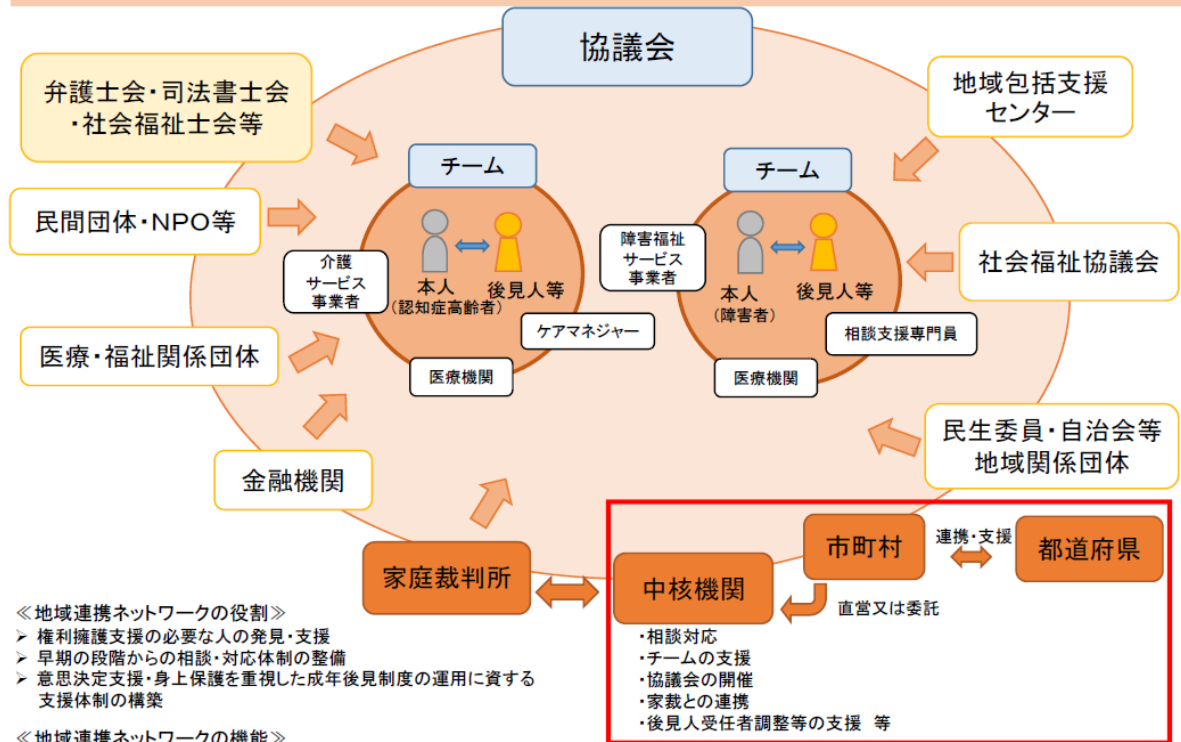 協議会
弁護士会・司法書士会
・社会福祉士会等
地域包括支援
センター
チーム
チーム
民間団体・NPO等
介護
サービス
事業者
本人
(認知症高齢者)
後見人等
障害福祉
サービス
事業者
本人
(障害者)
後見人等
社会福祉協議会
ケアマネジャー
相談支援専門員
医療・福祉関係団体
医療機関
医療機関
民生委員・自治会等
地域関係団体
金融機関
家庭裁判所
中核機関
市町村
連携・支援
都道府県
直営又は委託
・相談対応
・チームの支援
・協議会の開催
・家裁との連携
・後見人受任者調整等の支援 等
≪地域連携ネットワークの役割≫
➢ 権利擁護支援の必要な人の発見・支援
➢ 早期の段階からの相談・対応体制の整備
➢ 意思決定支援・身上保護を重視した成年後見制度の運用に資する
支援体制の構築
≪地域連携ネットワークの機能≫